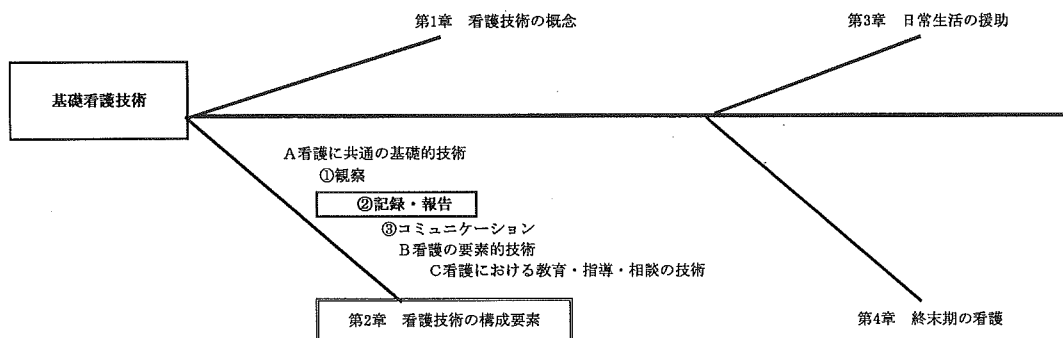 第1章 看護技術の概念
第3章 日常生活の援助
基礎看護技術
A看護に共通の基礎的技術
①観察
②記録・報告
③コミュニケーション
B看護の要素的技術
C看護における教育・指導・相談の技術
第2章 看護技術の構成要素
第4章 終末期の看護